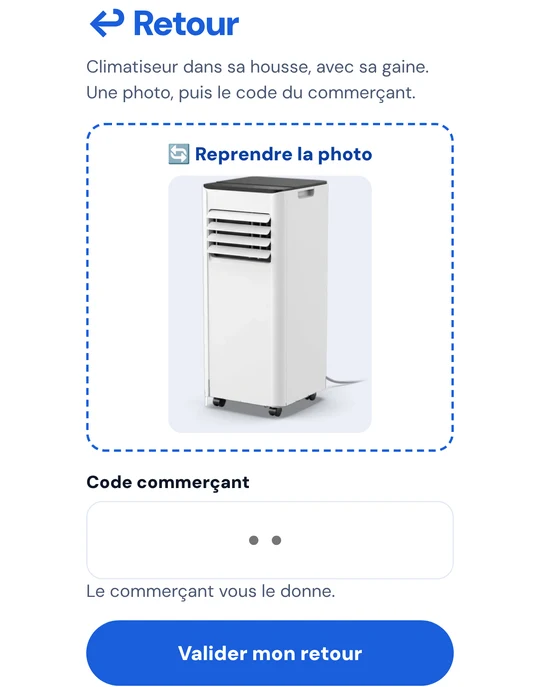 Retour
Climatiseur dans sa housse, avec sa gaine.
Une photo, puis le code du commerçant.
Reprendre la photo
Code commerçant
Le commerçant vous le donne.
Valider mon retour